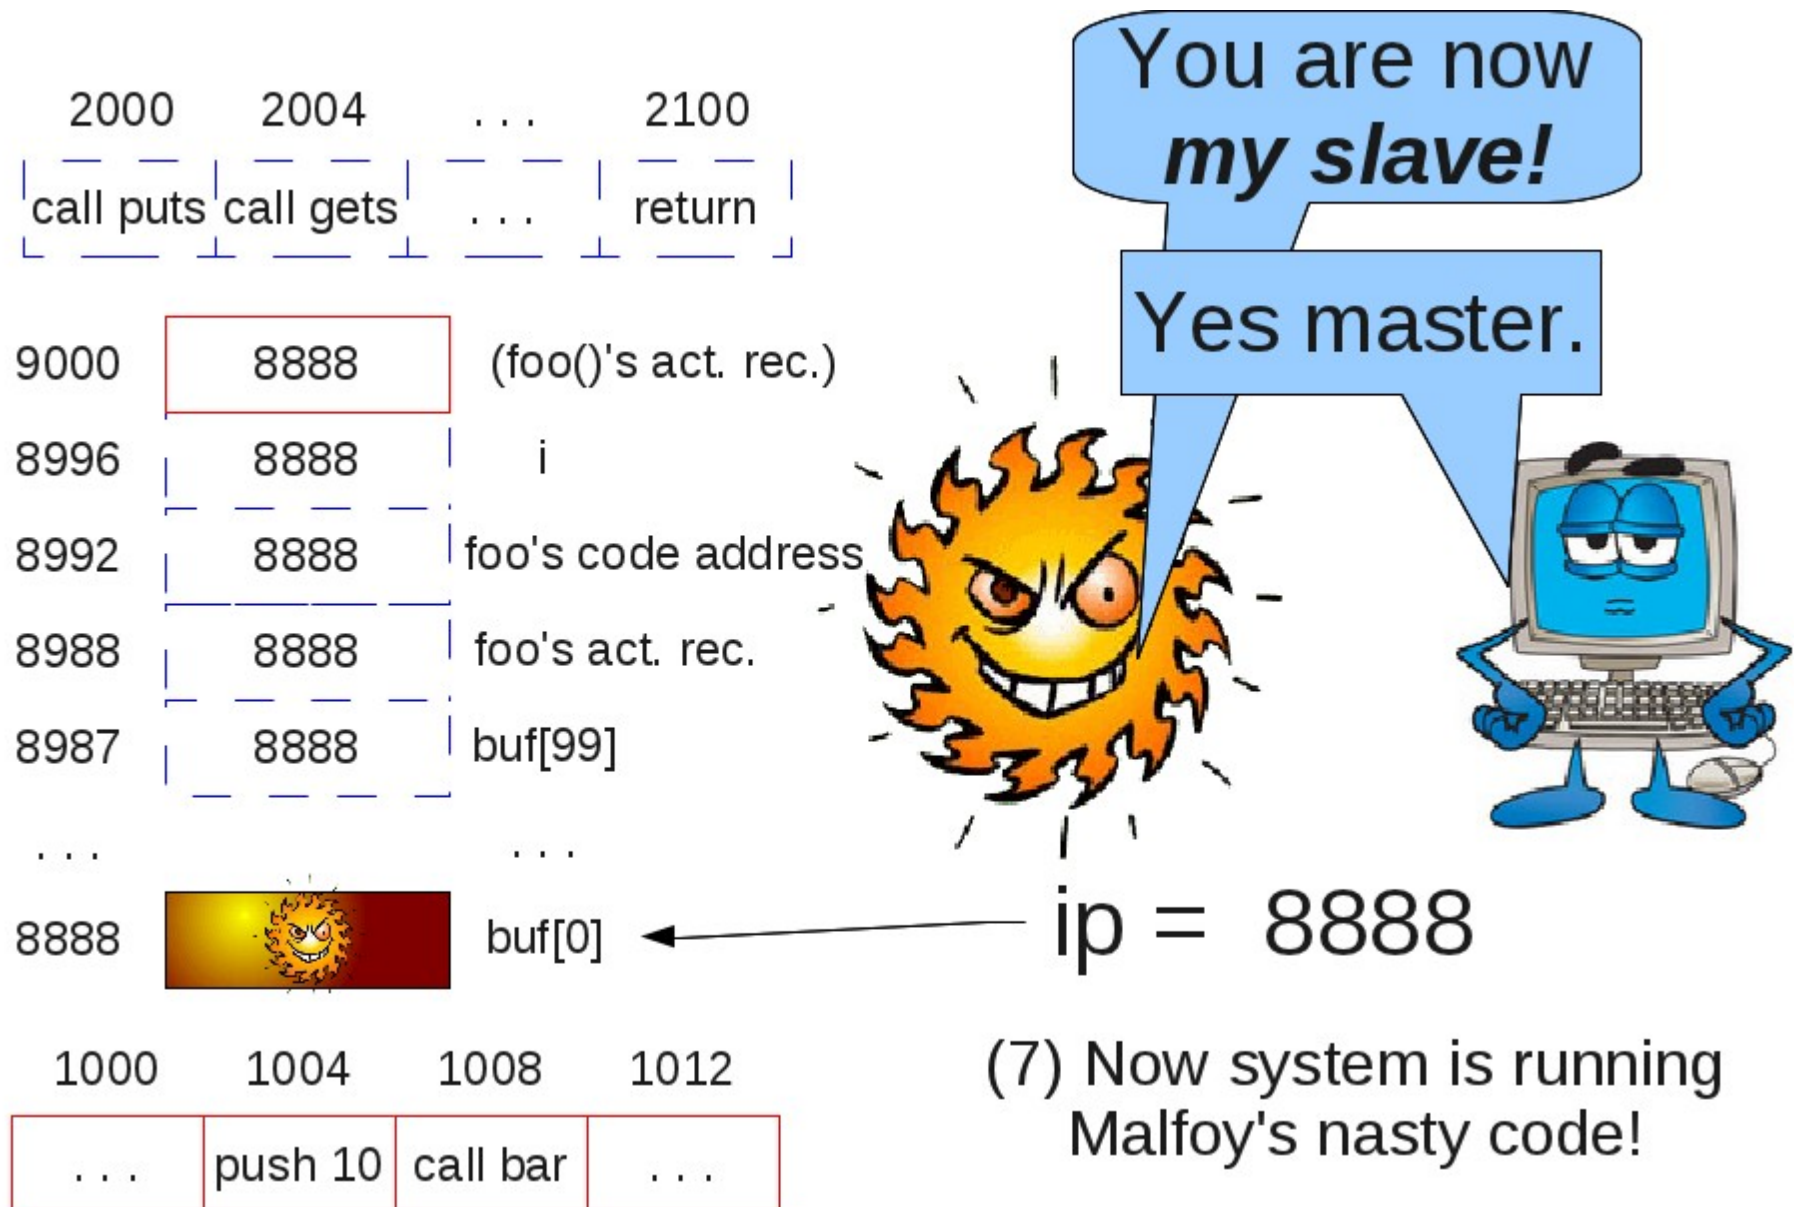 You are now
my slave!
2000 2004 . . . 2100
call puts call gets . . . return
Yes master.
9000 8888 (foo()'s act. rec.)
8996 8888 i
8992 8888 foo's code address
8988 8888 foo's act. rec.
8987 8888 buf[99]
. . . . . .
8888 buf[0]
ip = 8888
1000 1004 1008 1012
. . . push 10 call bar . . .
(7) Now system is running
Malfoy's nasty code!